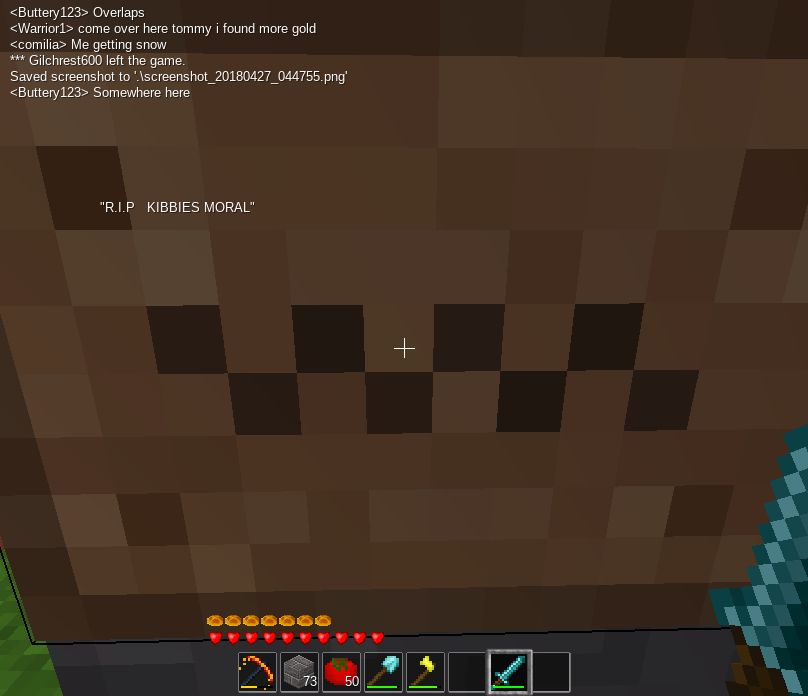 <Buttery123> Overlaps
<Warrior1> come over here tommy i found more gold
<comilia> Me getting snow
*** Gilchrest600 left the game.
Saved screenshot to '.\screenshot_20180427_044755.png'
<Buttery123> Somewhere here
"R.I.P   KIBBIES MORAL"
73
50